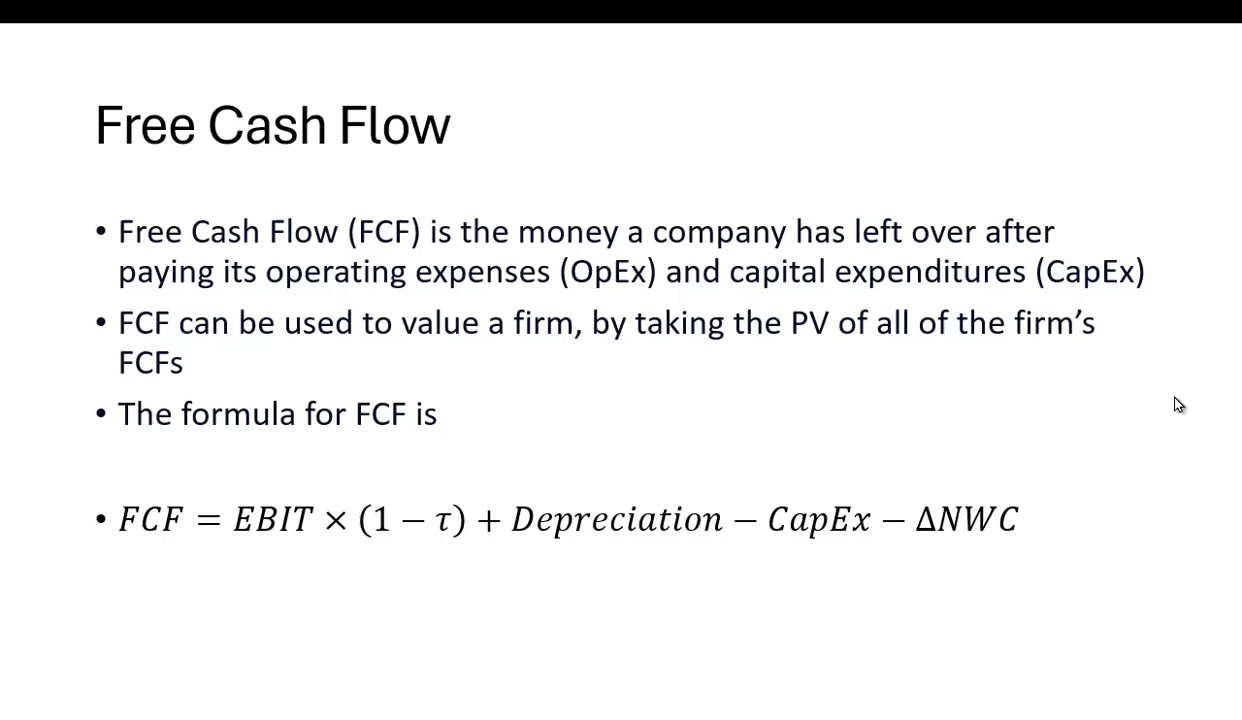 Free Cash Flow
• Free Cash Flow (FCF) is the money a company has left over after
paying its operating expenses (OpEx) and capital expenditures (CapEx)
• FCF can be used to value a firm, by taking the PV of all of the firm’s
FCFs
• The formula for FCF is
• FCF = EBIT × (1 − τ) + Depreciation − CapEx − ΔNWC